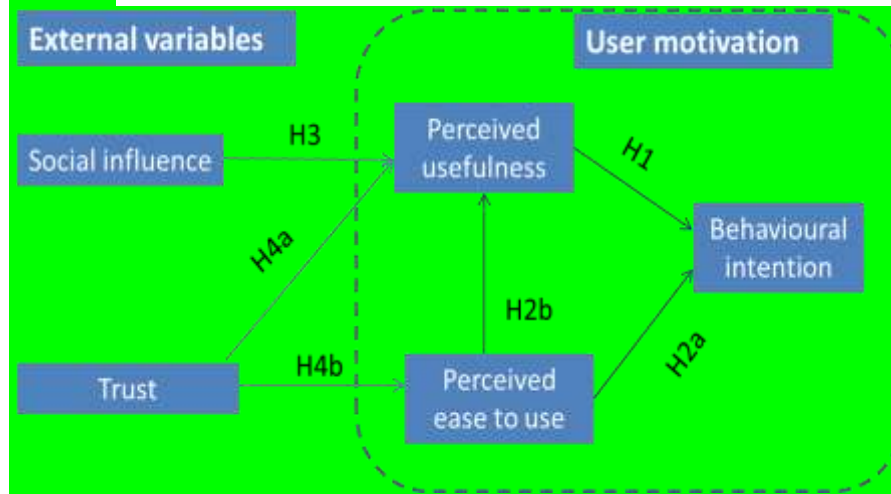 External variables
User motivation
Social influence
H3
Perceived
usefulness
H1
H4a
Behavioural
intention
H2b
H2a
Trust
H4b
Perceived
ease to use